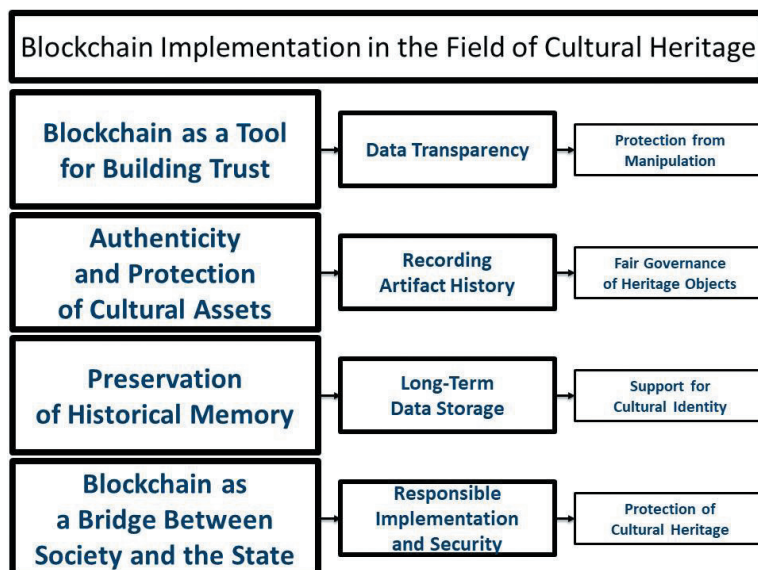 Blockchain Implementation in the Field of Cultural Heritage
Blockchain as a Tool
for Building Trust
Data Transparency
Protection from
Manipulation
Authenticity
and Protection
of Cultural Assets
Recording
Artifact History
Fair Governance
of Heritage Objects
Preservation
of Historical Memory
Long-Term
Data Storage
Support for
Cultural Identity
Blockchain as
a Bridge Between
Society and the State
Responsible
Implementation
and Security
Protection of
Cultural Heritage